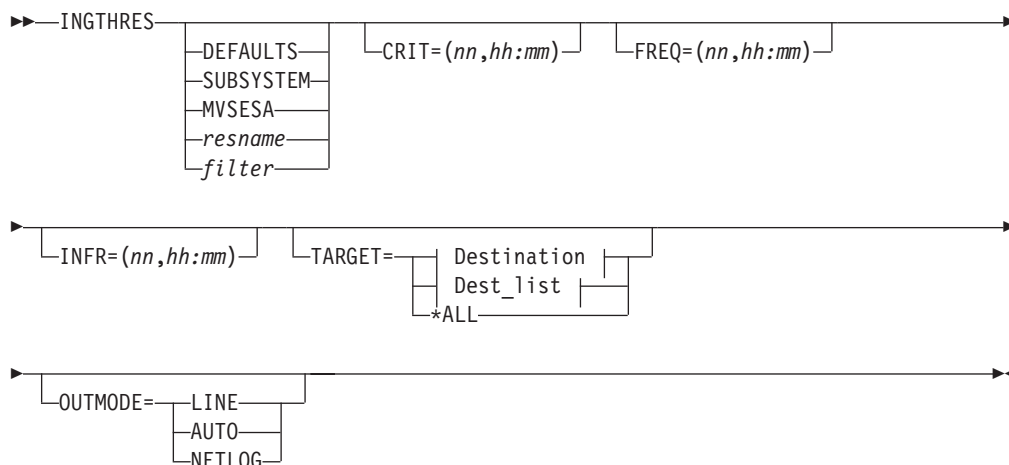 INGTHRES
DEFAULTS
SUBSYSTEM
MVSESA
resname
filter
CRIT=(nn,hh:mm)
FREQ=(nn,hh:mm)
INFR=(nn,hh:mm)
TARGET=
Destination
Dest_list
*ALL
OUTMODE=
LINE
AUTO
NETLOG